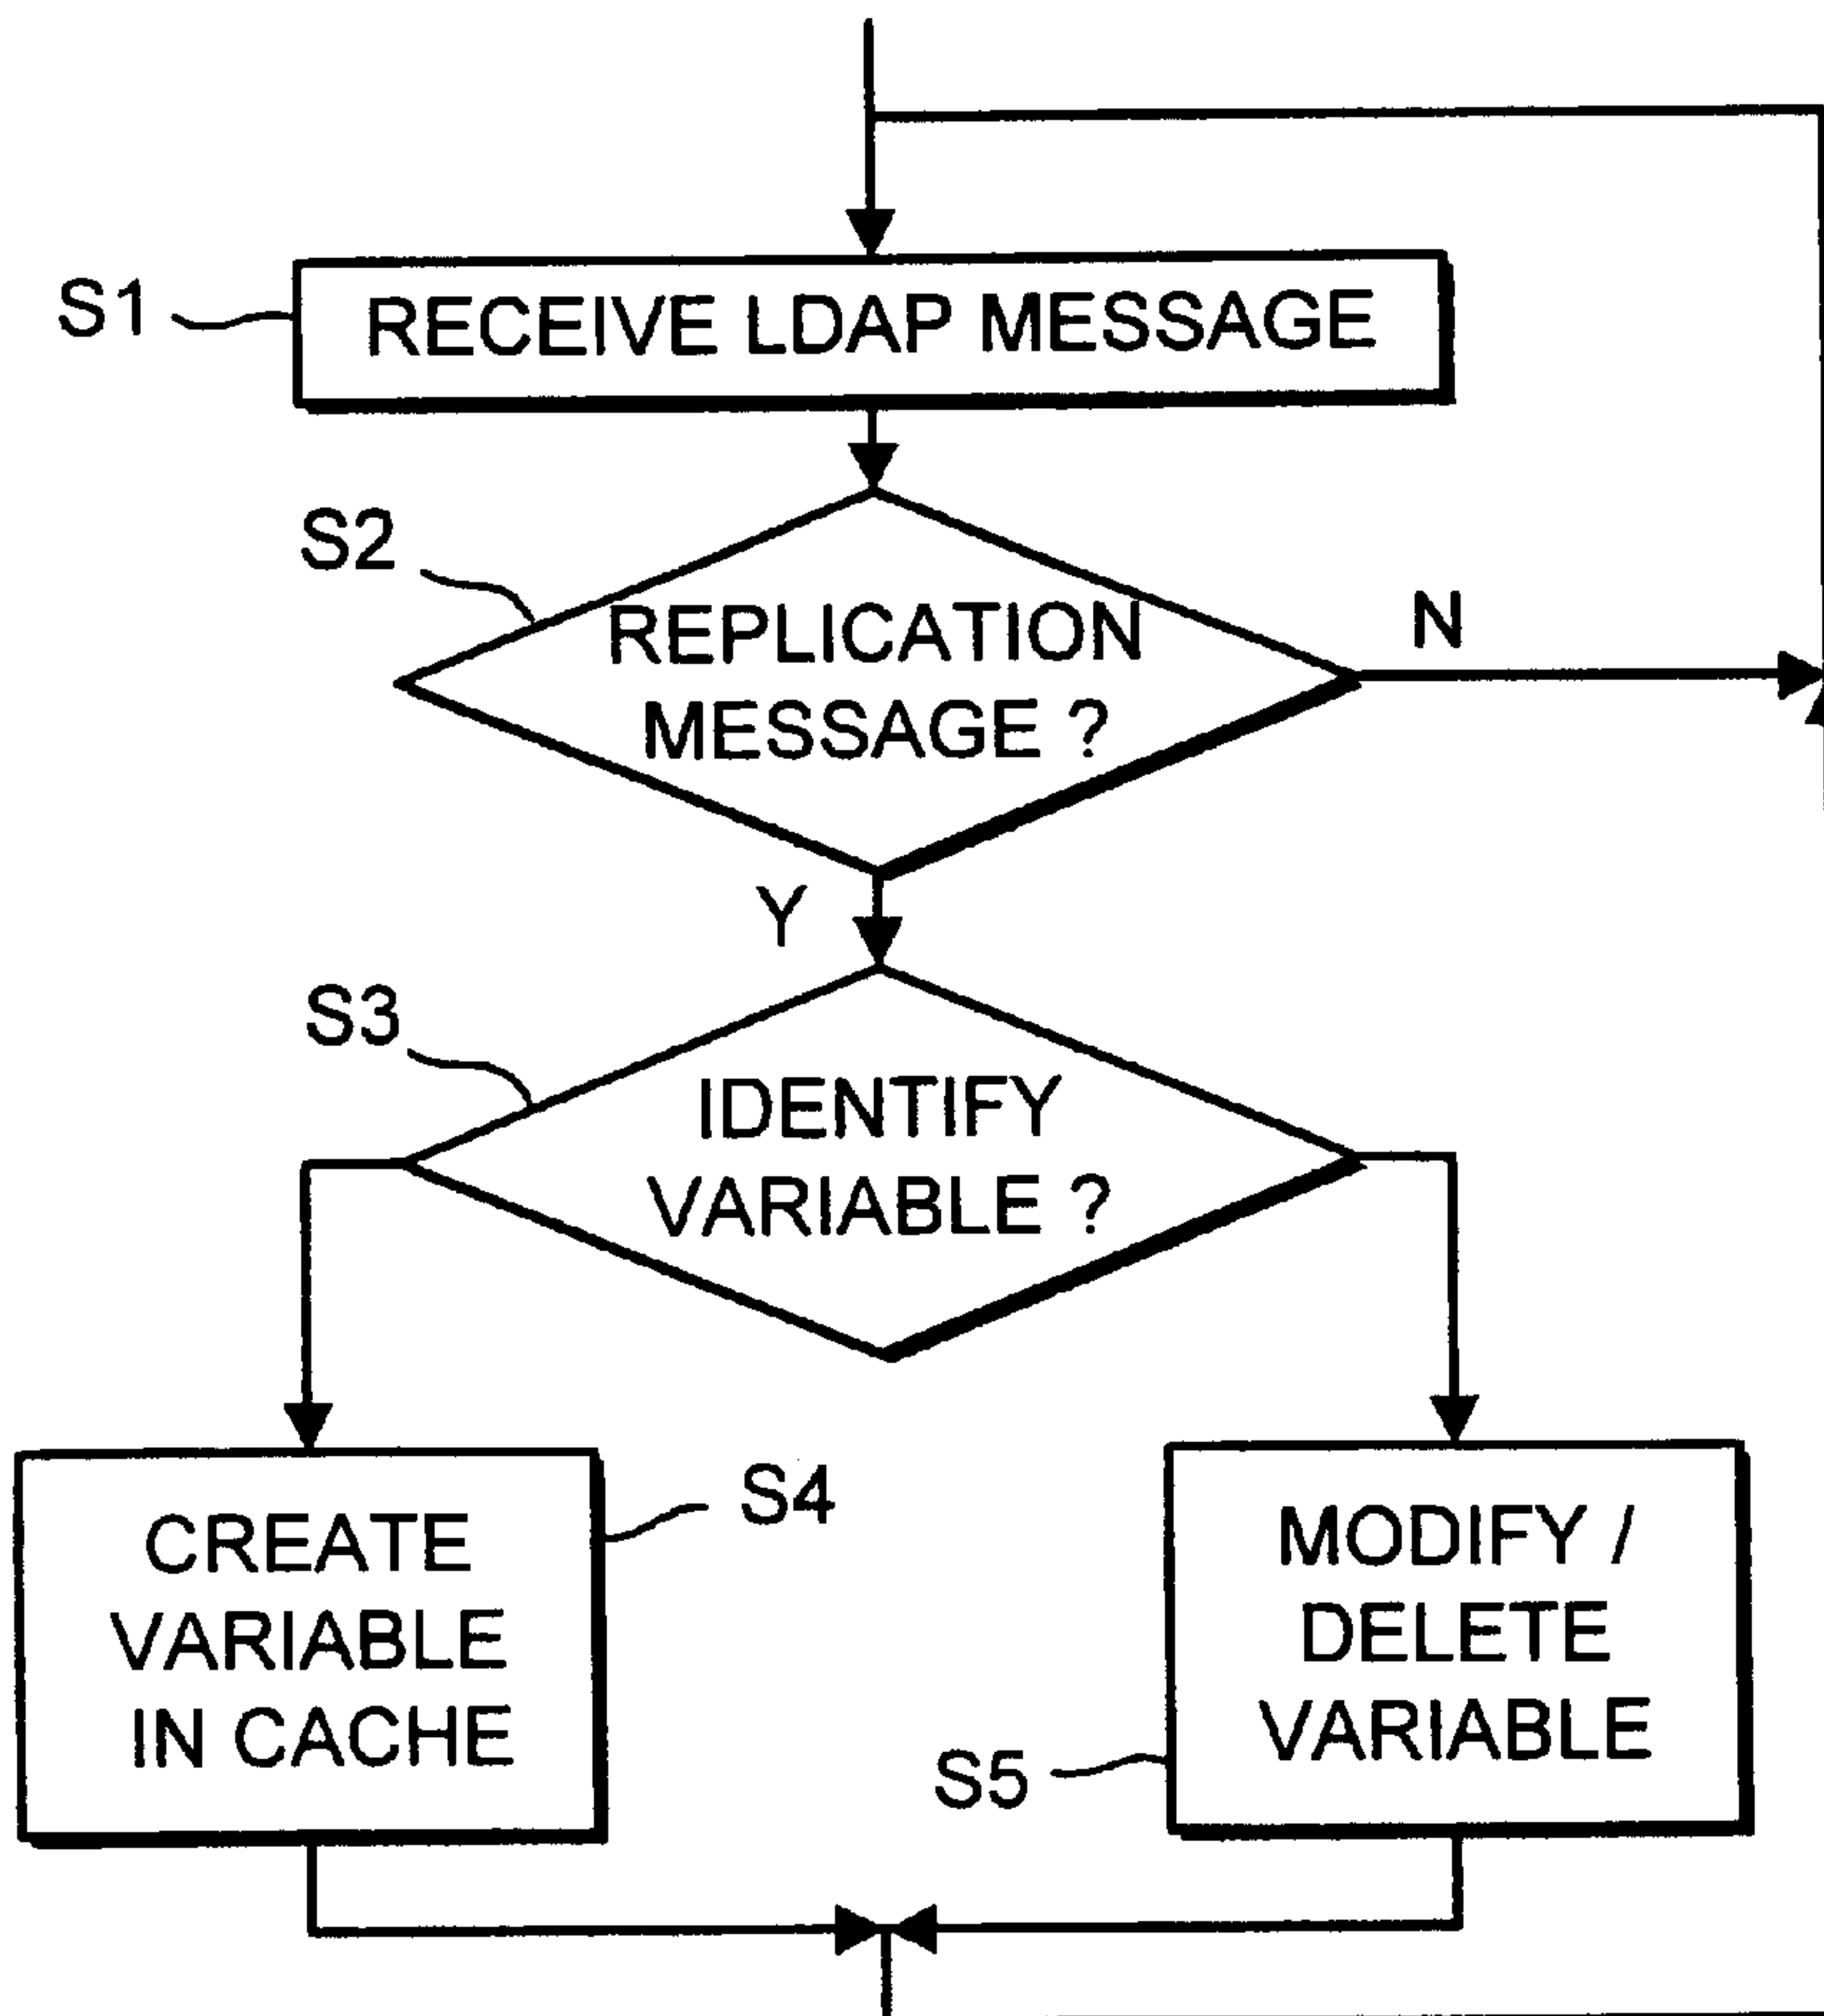 S1
RECEIVE LDAP MESSAGE
S2
REPLICATION
MESSAGE ?
N
Y
S3
IDENTIFY
VARIABLE ?
CREATE
VARIABLE
IN CACHE
S4
MODIFY /
DELETE
VARIABLE
S5